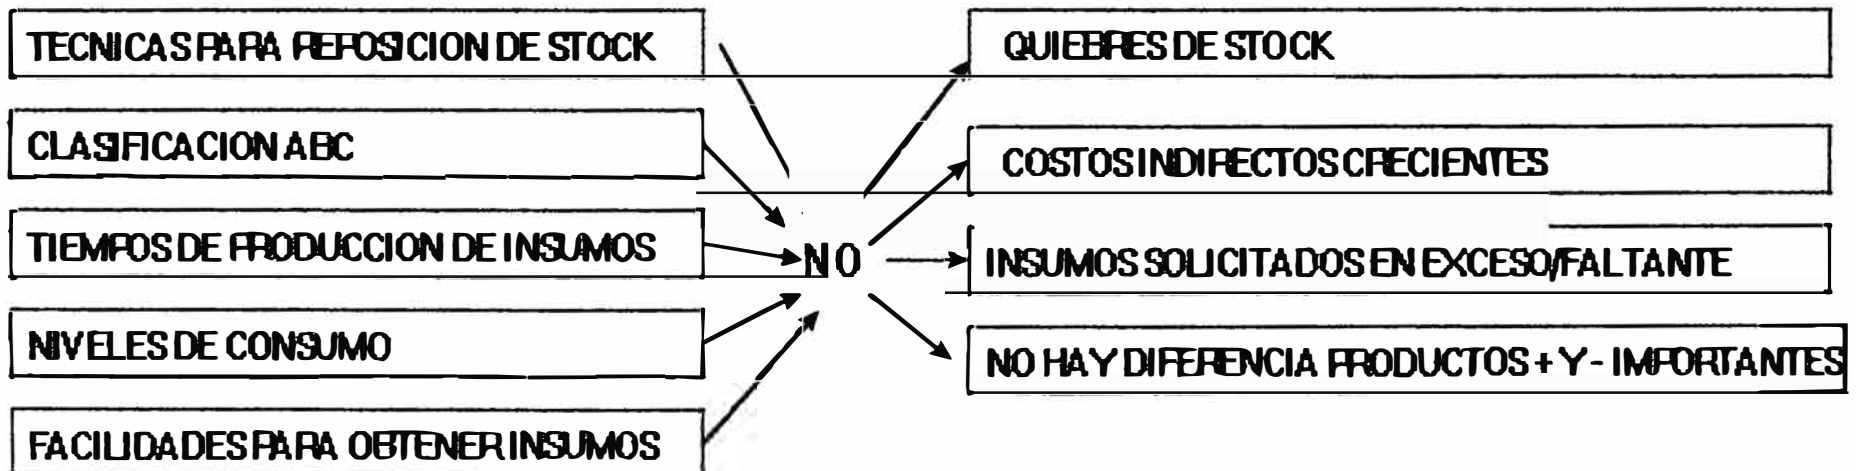 TECNICAS PARA REPOSICION DE STOCK
CLASIFICACION ABC
TIEMPOS DE PRODUCCION DE INSUMOS
NIVELES DE CONSUMO
FACILIDADES PARA OBTENER INSUMOS
NO
QUIEBRES DE STOCK
COSTOS INDIRECTOS CRECIENTES
INSUMOS SOLICITADOS EN EXCESO/FALTANTE
NO HAY DIFERENCIA PRODUCTOS + Y - IMPORTANTES